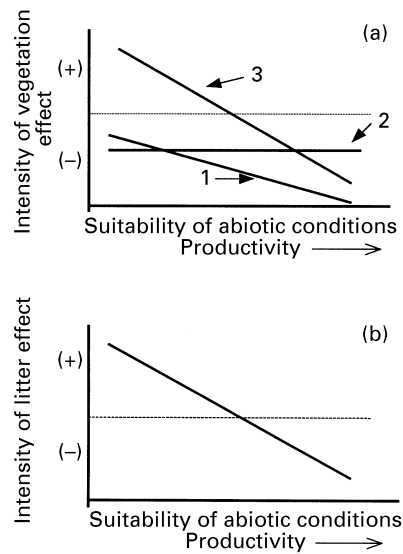 (a)
Intensity of vegetation
effect
(+)
(–)
3
2
1
Suitability of abiotic conditions
Productivity
(b)
Intensity of litter effect
(+)
(–)
Suitability of abiotic conditions
Productivity